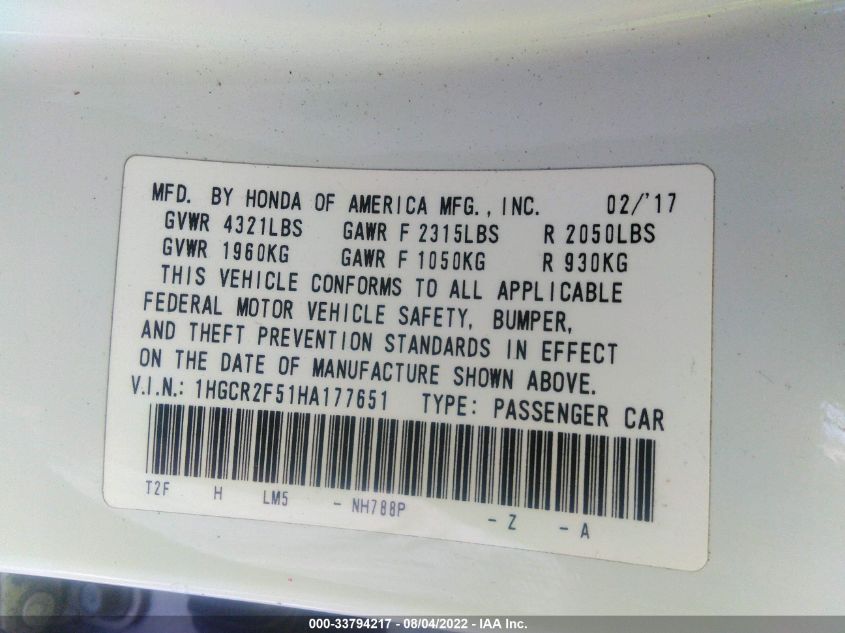 MFD. BY HONDA OF AMERICA MFG., INC. 02/'17
GVWR 4321LBS GAWR F 2315LBS R 2050LBS
GVWR 1960KG GAWR F 1050KG R 930KG
THIS VEHICLE CONFORMS TO ALL APPLICABLE
FEDERAL MOTOR VEHICLE SAFETY, BUMPER,
AND THEFT PREVENTION STANDARDS IN EFFECT
ON THE DATE OF MANUFACTURE SHOWN ABOVE.
V.I.N.: 1HGCR2F51HA177651 TYPE: PASSENGER CAR
T2F H LM5 - NH788P - Z - A
000-33794217 - 08/04/2022 - IAA Inc.